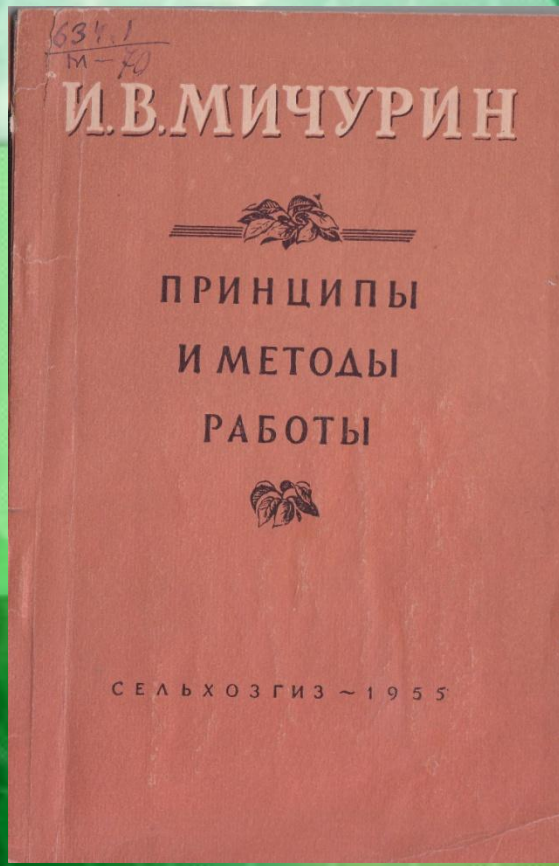 634.1
М-70
И.В.МИЧУРИН
ПРИНЦИПЫ
И МЕТОДЫ
РАБОТЫ
СЕЛЬХОЗГИЗ ~ 1955